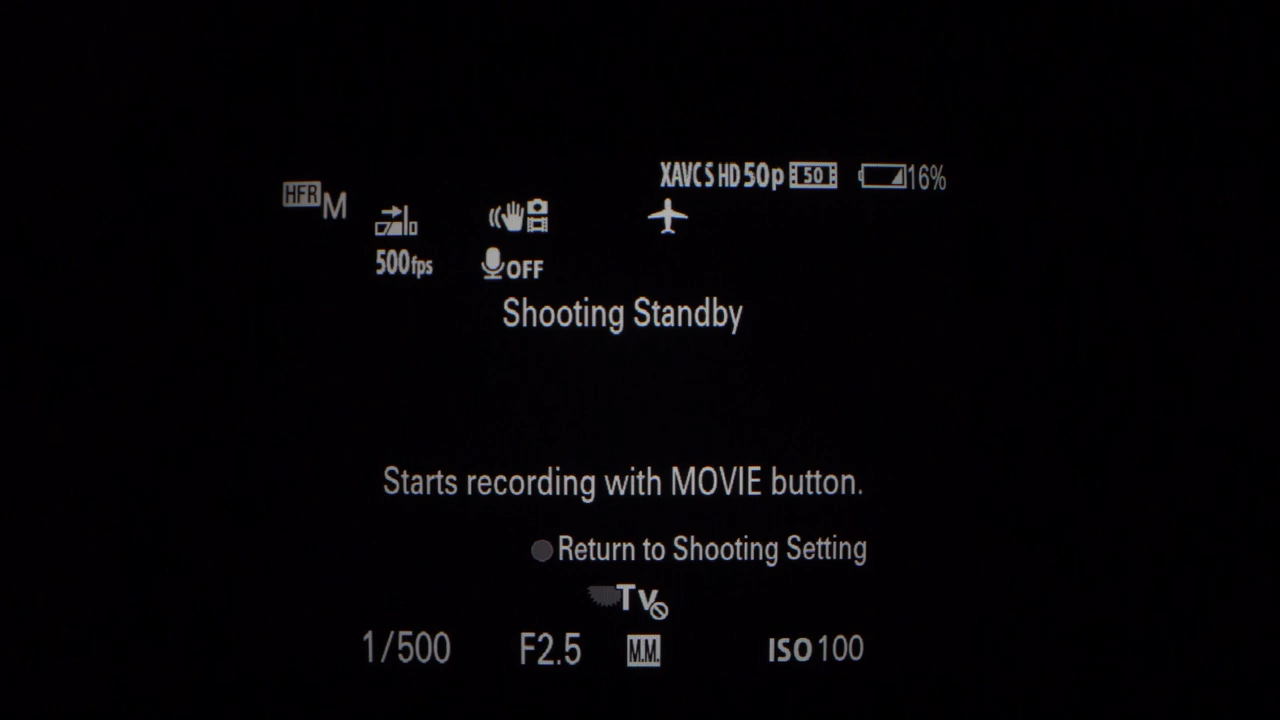 XAVC S HD 50p 50 16%
HFR M
500fps OFF
Shooting Standby
Starts recording with MOVIE button.
Return to Shooting Setting
Tv
1/500 F2.5 M.M. ISO 100